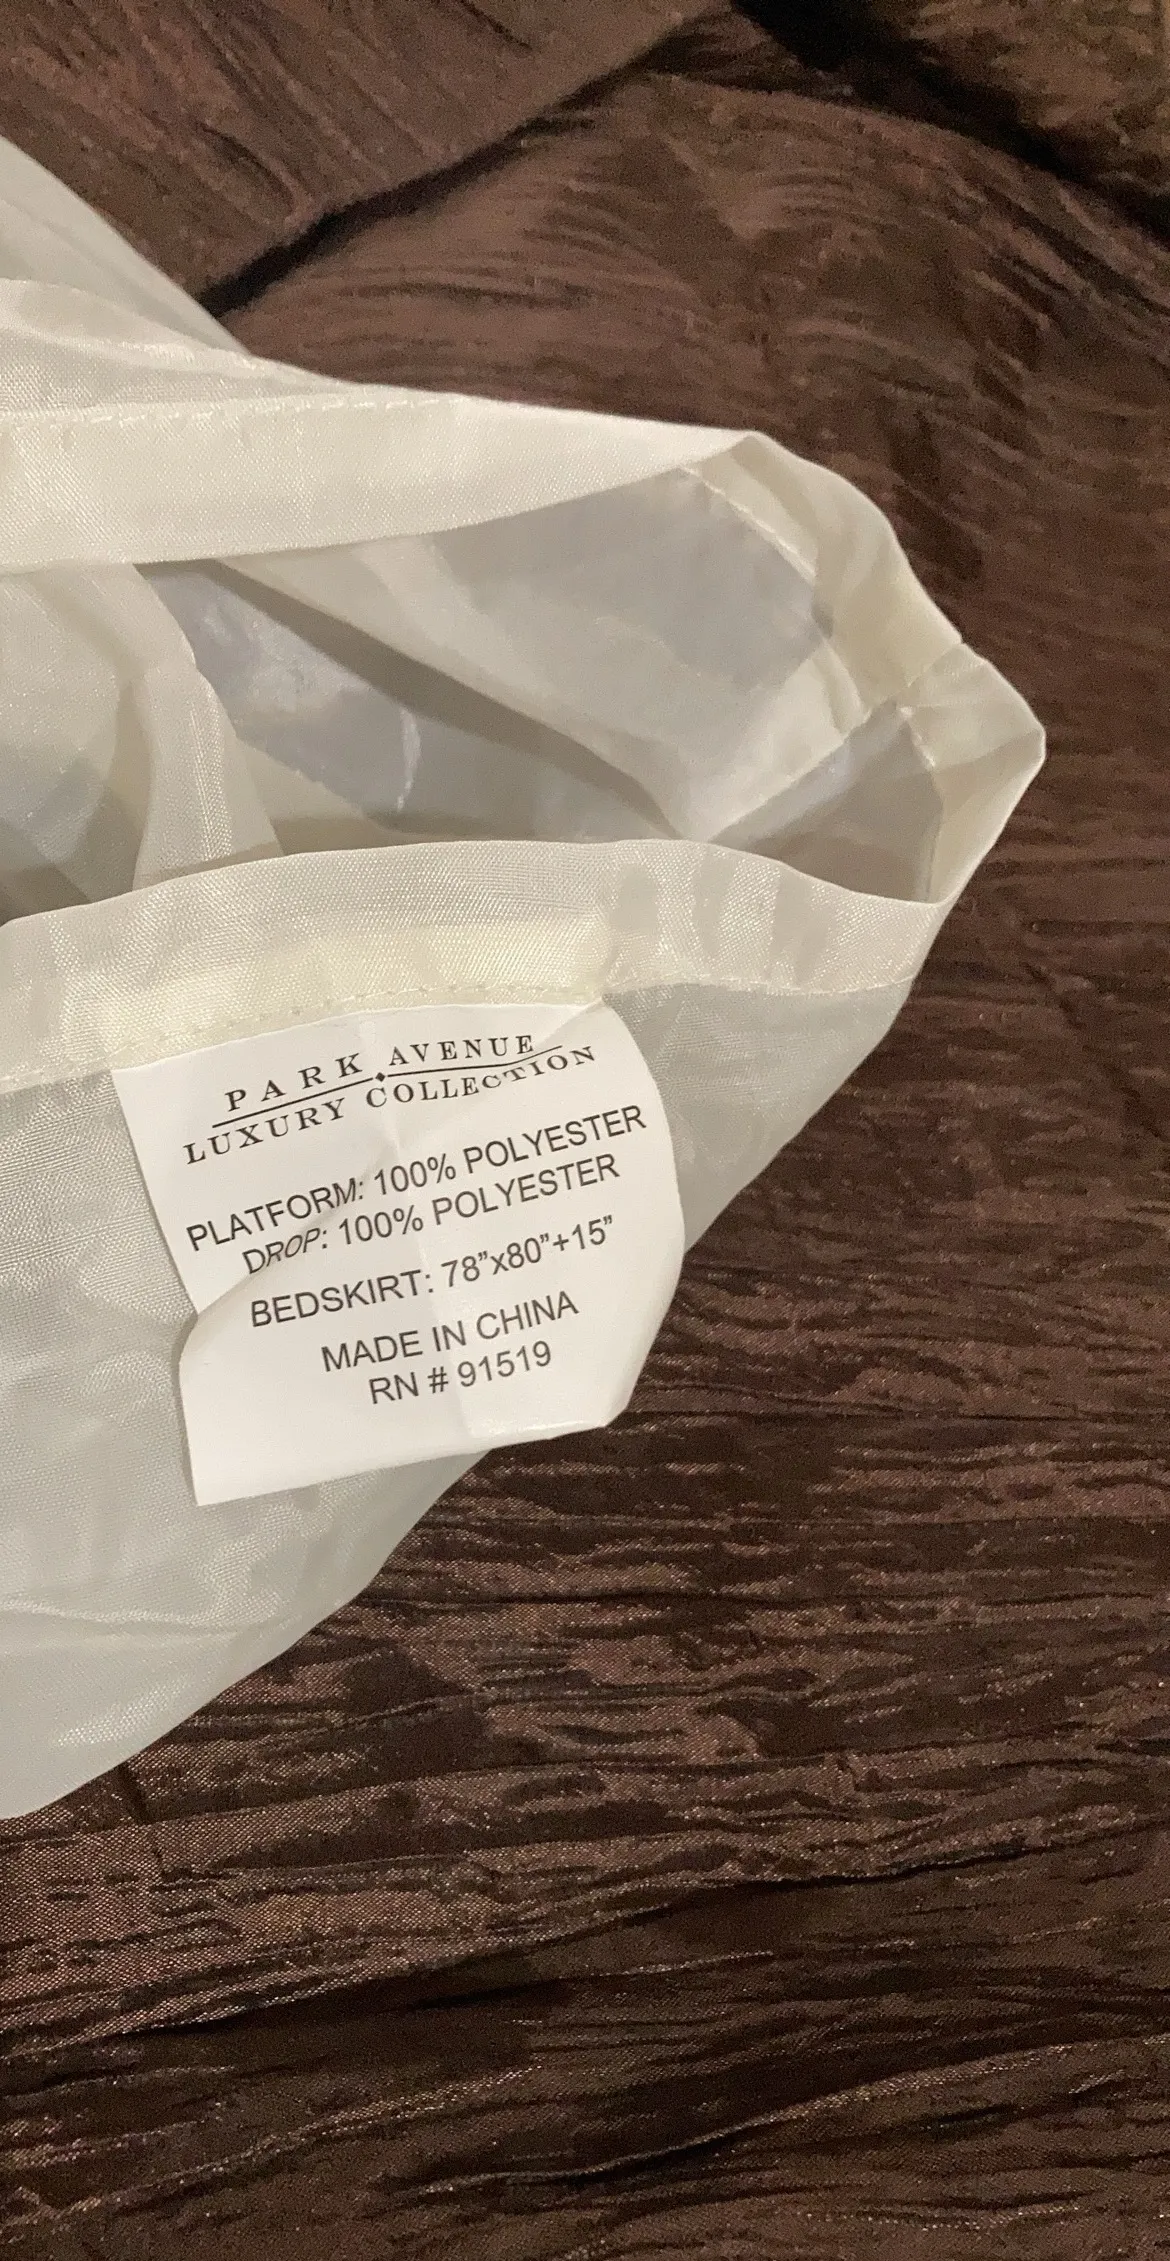 PARK AVENUE
LUXURY COLLECTION
PLATFORM: 100% POLYESTER
DROP: 100% POLYESTER
BEDSKIRT: 78”x80”+15”
MADE IN CHINA
RN # 91519